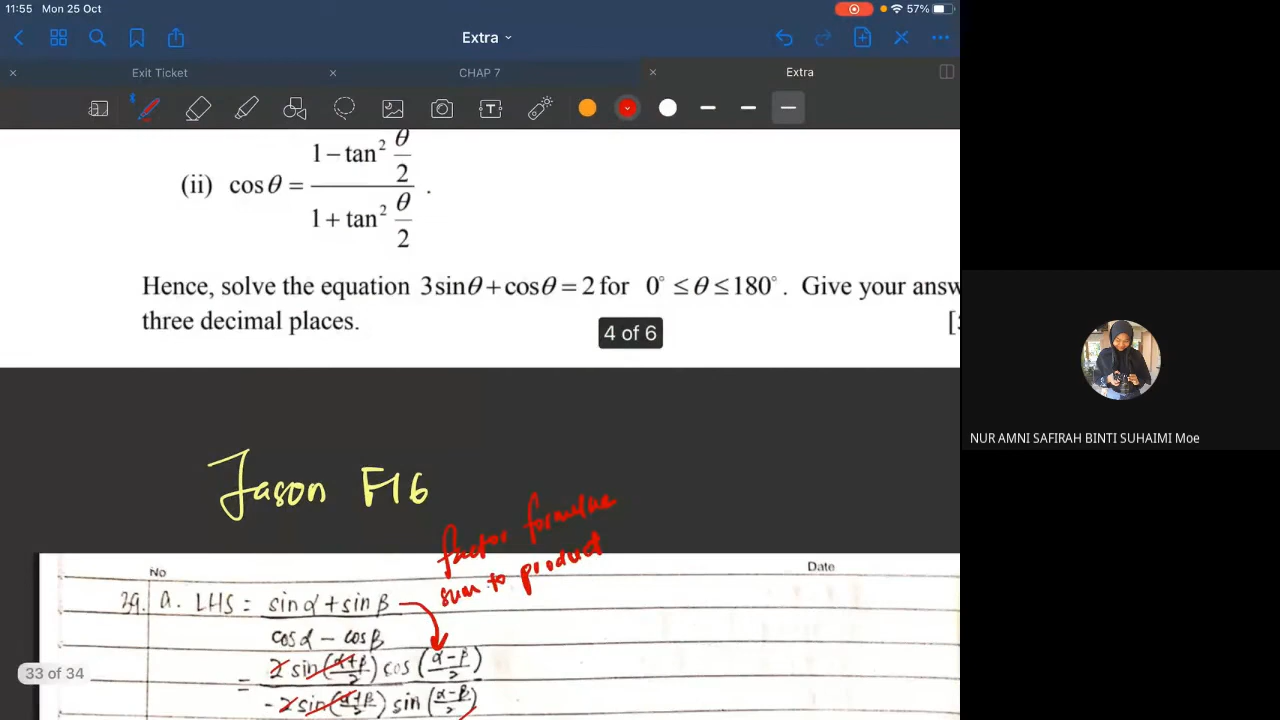 11:55 Mon 25 Oct 57%
Extra
Exit Ticket CHAP 7 Extra
T
(ii) cosθ = (1 − tan² θ/2) / (1 + tan² θ/2) .
Hence, solve the equation 3sinθ + cosθ = 2 for 0° ≤ θ ≤ 180° . Give your answ
three decimal places. [3
4 of 6
NUR AMNI SAFIRAH BINTI SUHAIMI Moe
Jason F16
factor formulae
sum to product
No Date
39. a. LHS = (sin α + sin β) / (cos α − cos β)
= (2 sin (α+β/2) cos (α−β/2)) / (−2 sin (α+β/2) sin (α−β/2))
33 of 34